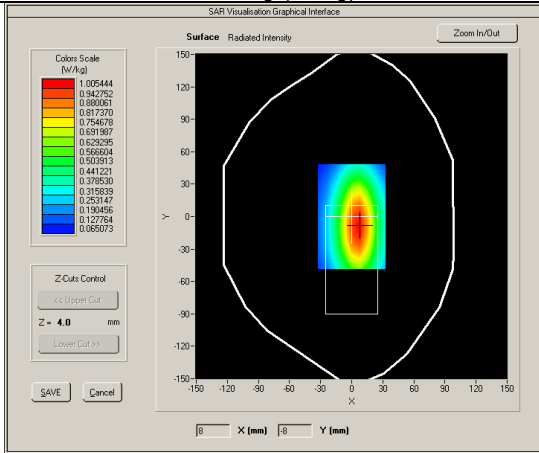 SAR Visualisation Graphical Interface
Surface Radiated Intensity
Zoom In/Out
Colors Scale
(W/kg)
1.005444
0.942752
0.880061
0.817370
0.754678
0.691987
0.629295
0.566604
0.503913
0.441221
0.378530
0.315839
0.253147
0.190456
0.127764
0.065073
Z-Cuts Control
<< Upper Cut
Z = 4.0 mm
Lower Cut >>
SAVE Cancel
150
120
90
60
30
0
-30
-60
-90
-120
-150
Y
-150 -120 -90 -60 -30 0 30 60 90 120 150
X
8 X (mm) -8 Y (mm)